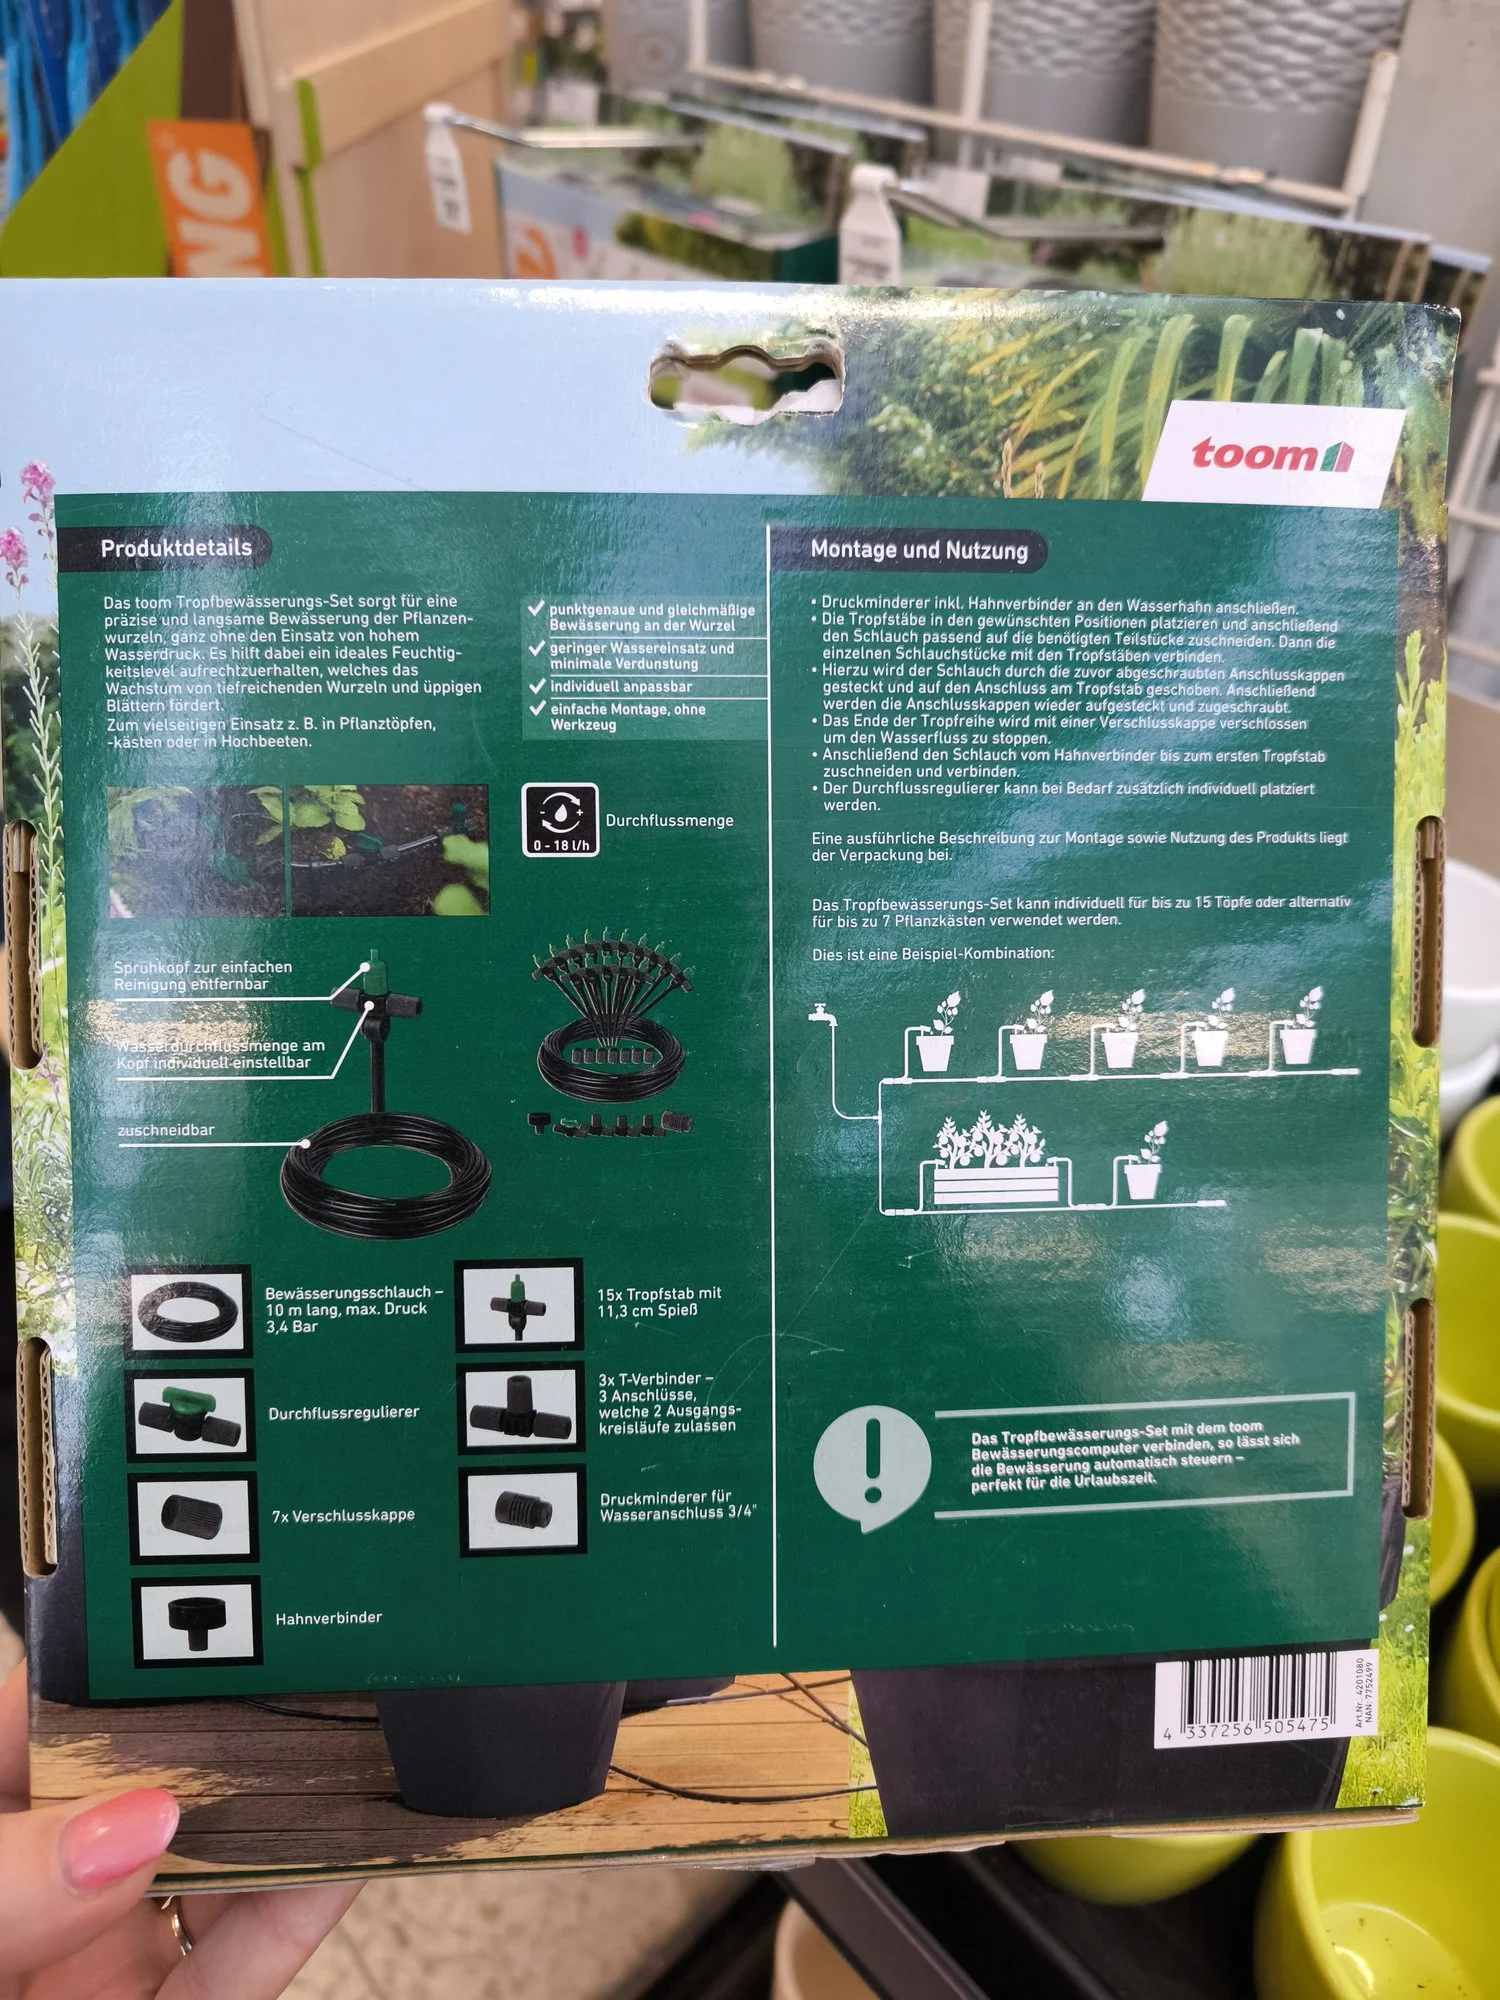 NG
toom
Produktdetails
Das toom Tropfbewässerungs-Set sorgt für eine
präzise und langsame Bewässerung der Pflanzen-
wurzeln, ganz ohne den Einsatz von hohem
Wasserdruck. Es hilft dabei ein ideales Feuchtig-
keitslevel aufrechtzuerhalten, welches das
Wachstum von tiefreichenden Wurzeln und üppigen
Blättern fördert.
Zum vielseitigen Einsatz z. B. in Pflanztöpfen,
-kästen oder in Hochbeeten.
punktgenaue und gleichmäßige
Bewässerung an der Wurzel
geringer Wassereinsatz und
minimale Verdunstung
individuell anpassbar
einfache Montage, ohne
Werkzeug
0 - 18 l/h
Durchflussmenge
Sprühkopf zur einfachen
Reinigung entfernbar
Wasserdurchflussmenge am
Kopf individuell einstellbar
zuschneidbar
Bewässerungsschlauch –
10 m lang, max. Druck
3,4 Bar
15x Tropfstab mit
11,3 cm Spieß
Durchflussregulierer
3x T-Verbinder –
3 Anschlüsse,
welche 2 Ausgangs-
kreisläufe zulassen
7x Verschlusskappe
Druckminderer für
Wasseranschluss 3/4"
Hahnverbinder
Montage und Nutzung
• Druckminderer inkl. Hahnverbinder an den Wasserhahn anschließen.
• Die Tropfstäbe in den gewünschten Positionen platzieren und anschließend
den Schlauch passend auf die benötigten Teilstücke zuschneiden. Dann die
einzelnen Schlauchstücke mit den Tropfstäben verbinden.
• Hierzu wird der Schlauch durch die zuvor abgeschraubten Anschlusskappen
gesteckt und auf den Anschluss am Tropfstab geschoben. Anschließend
werden die Anschlusskappen wieder aufgesteckt und zugeschraubt.
• Das Ende der Tropfreihe wird mit einer Verschlusskappe verschlossen
um den Wasserfluss zu stoppen.
• Anschließend den Schlauch vom Hahnverbinder bis zum ersten Tropfstab
zuschneiden und verbinden.
• Der Durchflussregulierer kann bei Bedarf zusätzlich individuell platziert
werden.
Eine ausführliche Beschreibung zur Montage sowie Nutzung des Produkts liegt
der Verpackung bei.
Das Tropfbewässerungs-Set kann individuell für bis zu 15 Töpfe oder alternativ
für bis zu 7 Pflanzkästen verwendet werden.
Dies ist eine Beispiel-Kombination:
Das Tropfbewässerungs-Set mit dem toom
Bewässerungscomputer verbinden, so lässt sich
die Bewässerung automatisch steuern –
perfekt für die Urlaubszeit.
4 337256 505475
Art.Nr. 4201080
NAN: 7752499